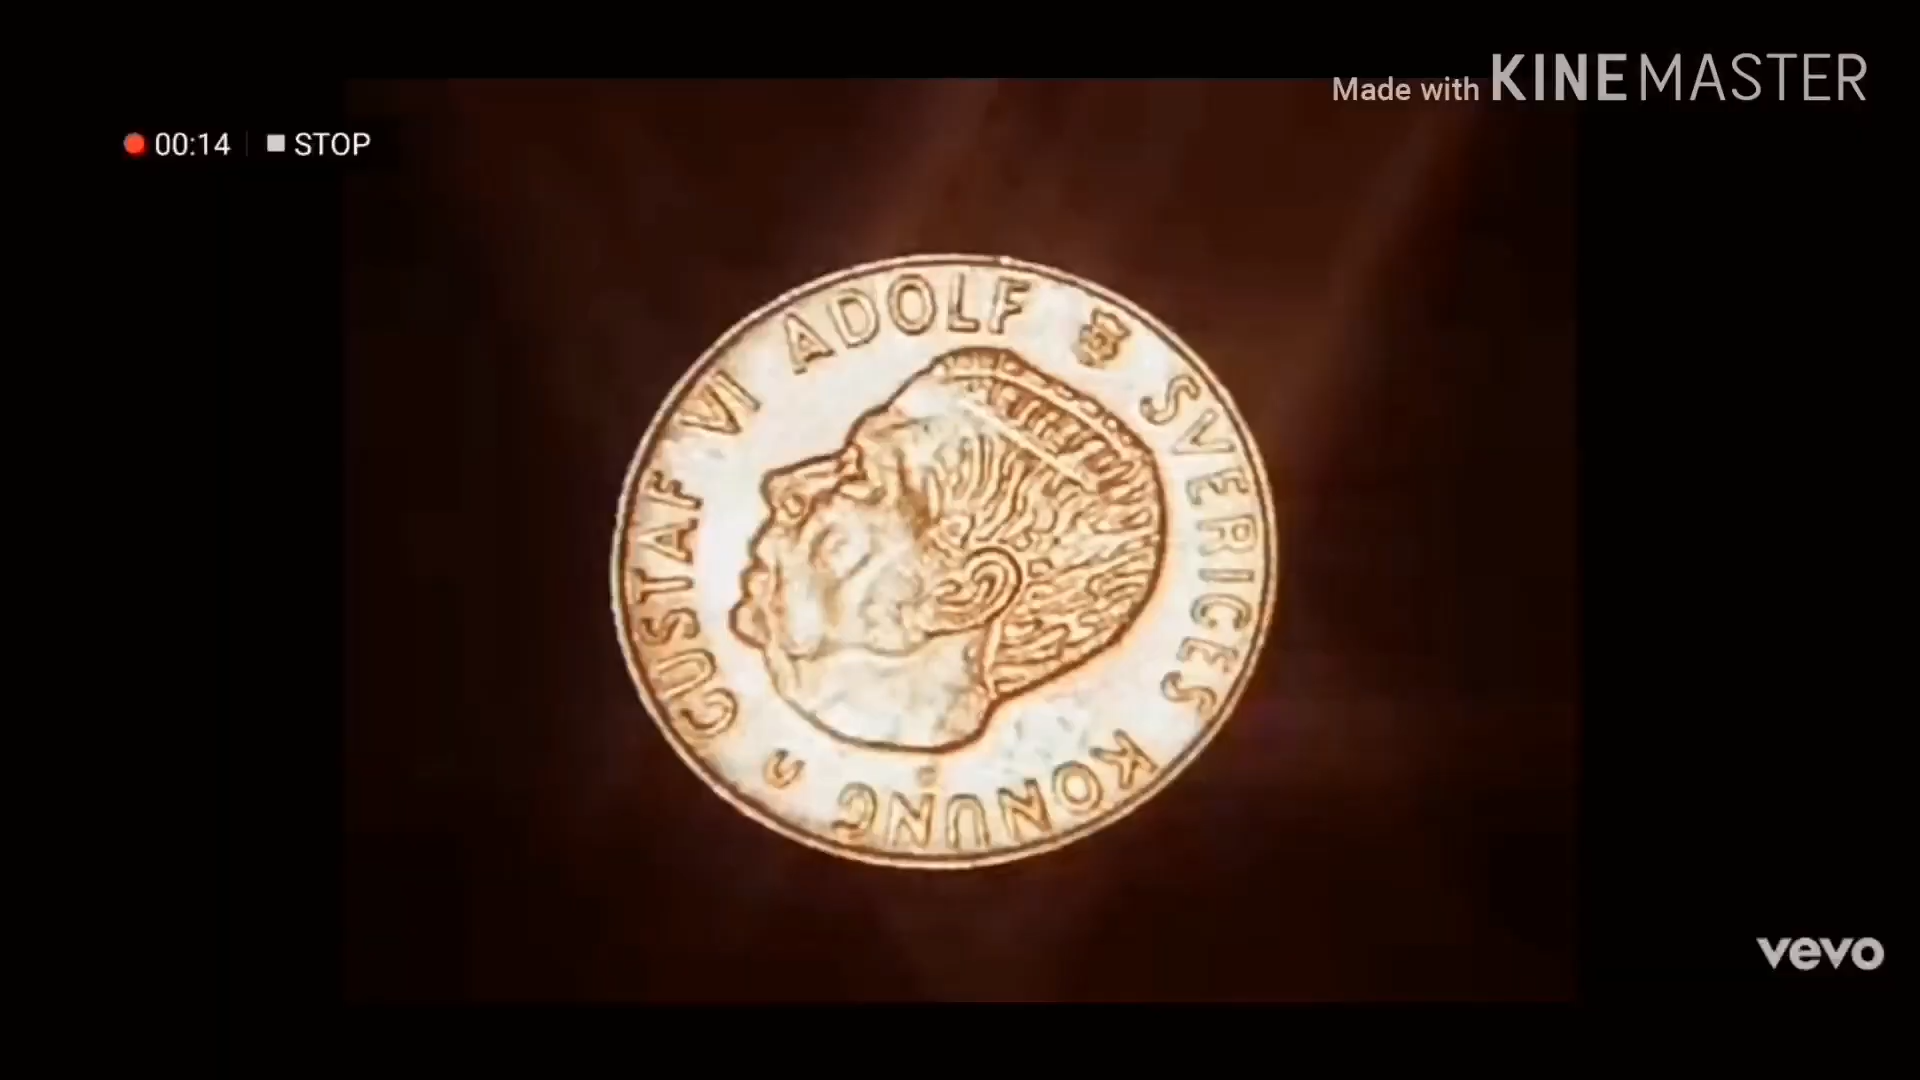 Made with KINEMASTER
00:14 STOP
GUSTAF VI ADOLF SVERIGES KONUNG
vevo